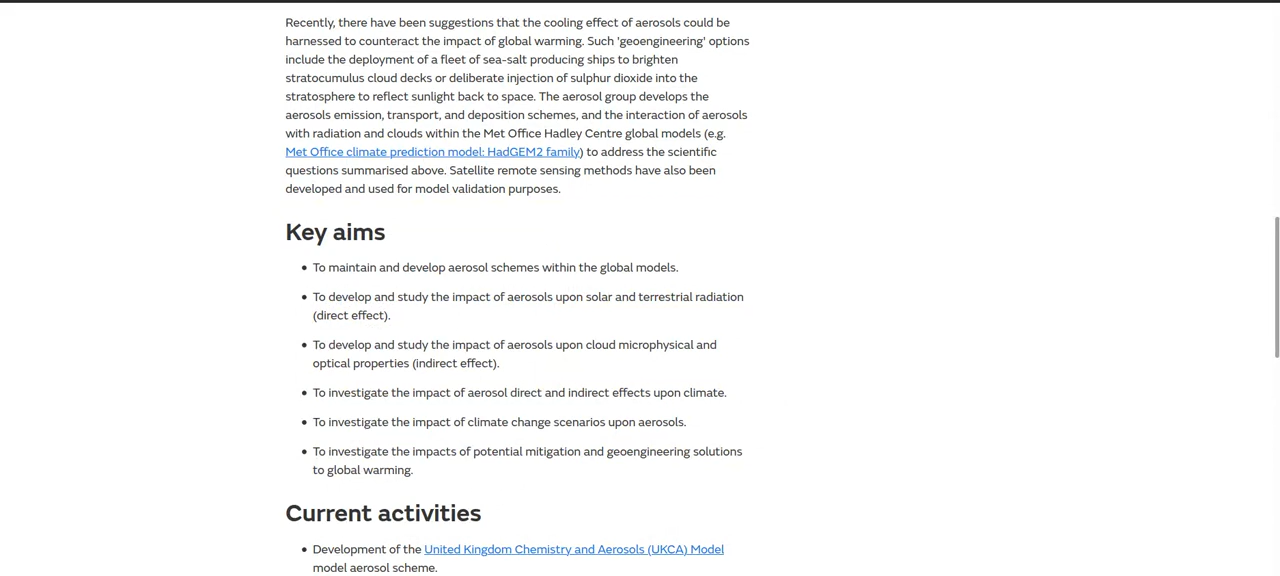 Recently, there have been suggestions that the cooling effect of aerosols could be
harnessed to counteract the impact of global warming. Such 'geoengineering' options
include the deployment of a fleet of sea-salt producing ships to brighten
stratocumulus cloud decks or deliberate injection of sulphur dioxide into the
stratosphere to reflect sunlight back to space. The aerosol group develops the
aerosols emission, transport, and deposition schemes, and the interaction of aerosols
with radiation and clouds within the Met Office Hadley Centre global models (e.g.
Met Office climate prediction model: HadGEM2 family) to address the scientific
questions summarised above. Satellite remote sensing methods have also been
developed and used for model validation purposes.
Key aims
• To maintain and develop aerosol schemes within the global models.
• To develop and study the impact of aerosols upon solar and terrestrial radiation
(direct effect).
• To develop and study the impact of aerosols upon cloud microphysical and
optical properties (indirect effect).
• To investigate the impact of aerosol direct and indirect effects upon climate.
• To investigate the impact of climate change scenarios upon aerosols.
• To investigate the impacts of potential mitigation and geoengineering solutions
to global warming.
Current activities
• Development of the United Kingdom Chemistry and Aerosols (UKCA) Model
model aerosol scheme.